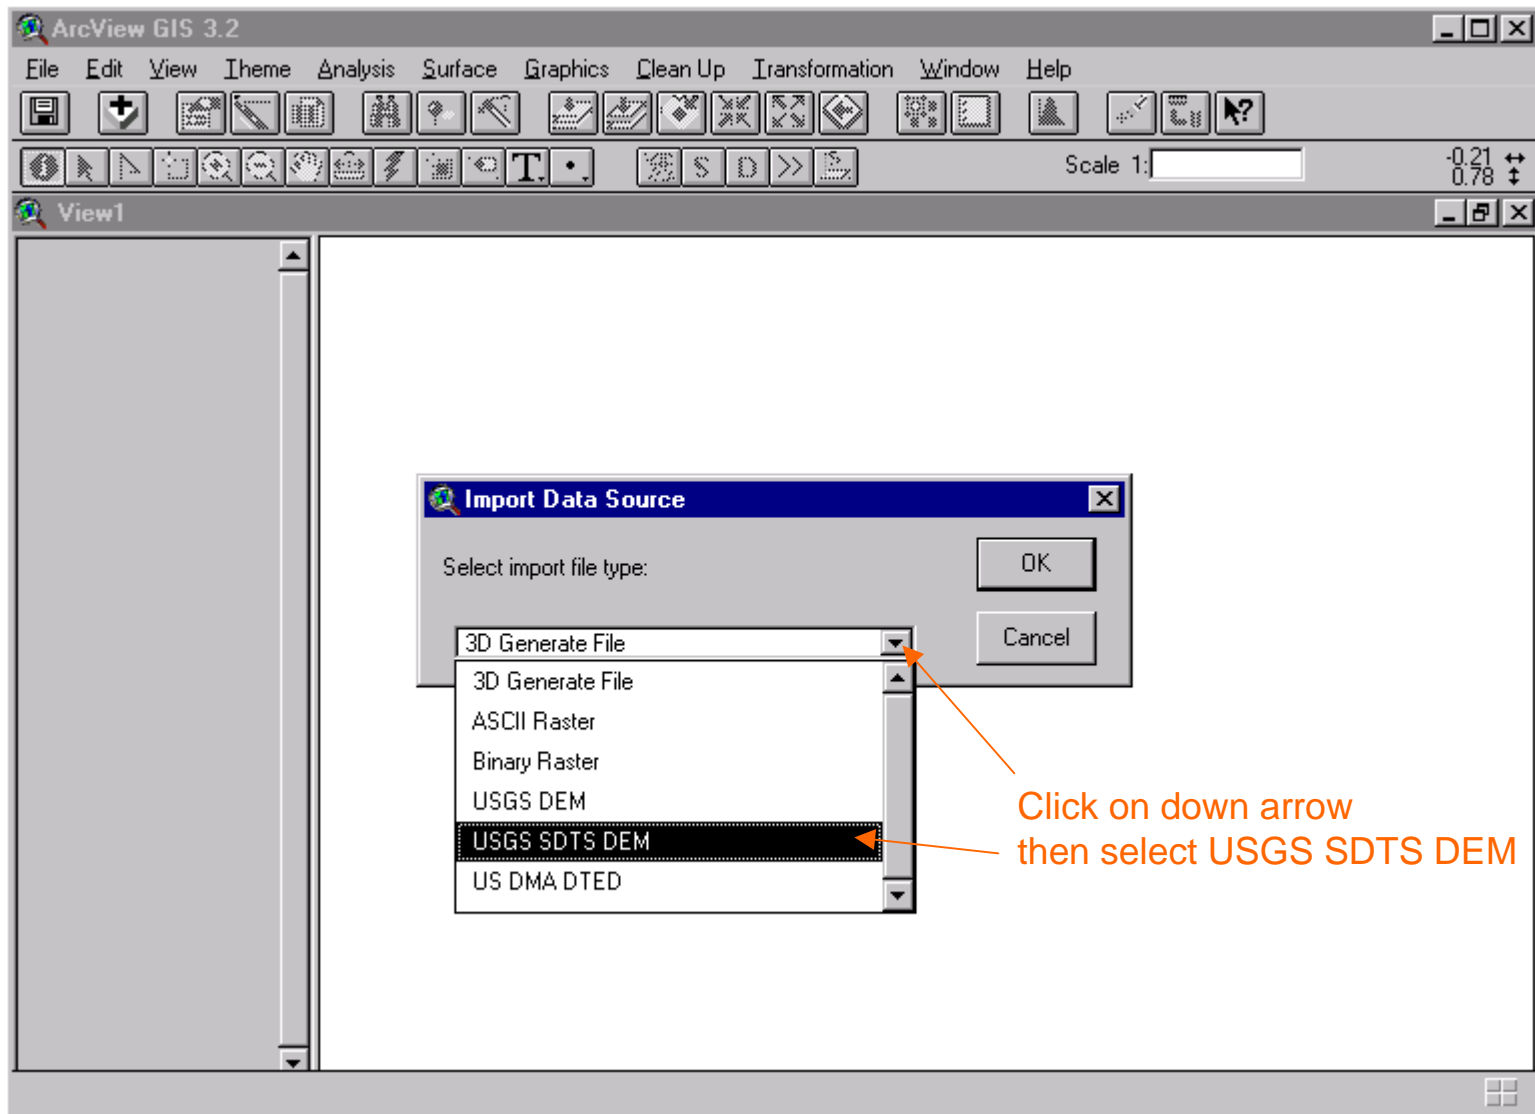 ArcView GIS 3.2
File Edit View Theme Analysis Surface Graphics Clean Up Transformation Window Help
T. S D >> ?
Scale 1:
-0.21
0.78
View1
Import Data Source
Select import file type:
OK
3D Generate File
Cancel
3D Generate File
ASCII Raster
Binary Raster
USGS DEM
USGS SDTS DEM
US DMA DTED
Click on down arrow
then select USGS SDTS DEM